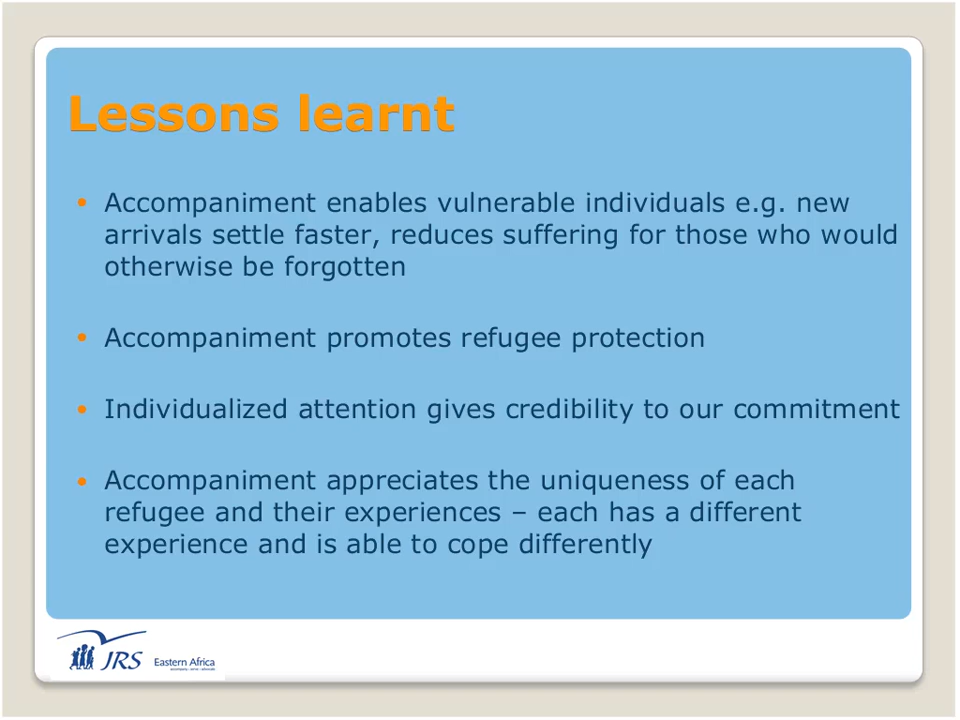 Lessons learnt
• Accompaniment enables vulnerable individuals e.g. new
arrivals settle faster, reduces suffering for those who would
otherwise be forgotten
• Accompaniment promotes refugee protection
• Individualized attention gives credibility to our commitment
• Accompaniment appreciates the uniqueness of each
refugee and their experiences – each has a different
experience and is able to cope differently
JRS Eastern Africa